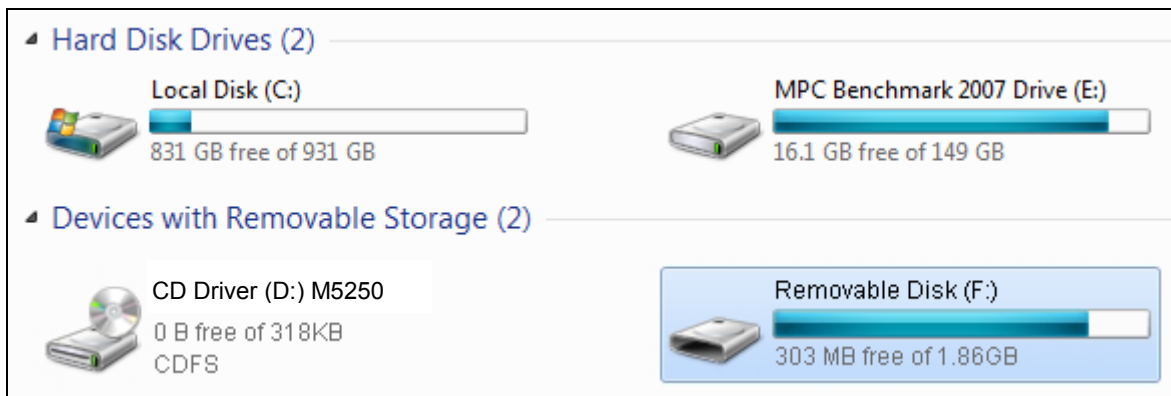 Hard Disk Drives (2)
Local Disk (C:)
831 GB free of 931 GB
MPC Benchmark 2007 Drive (E:)
16.1 GB free of 149 GB
Devices with Removable Storage (2)
CD Driver (D:) M5250
0 B free of 318KB
CDFS
Removable Disk (F:)
303 MB free of 1.86GB